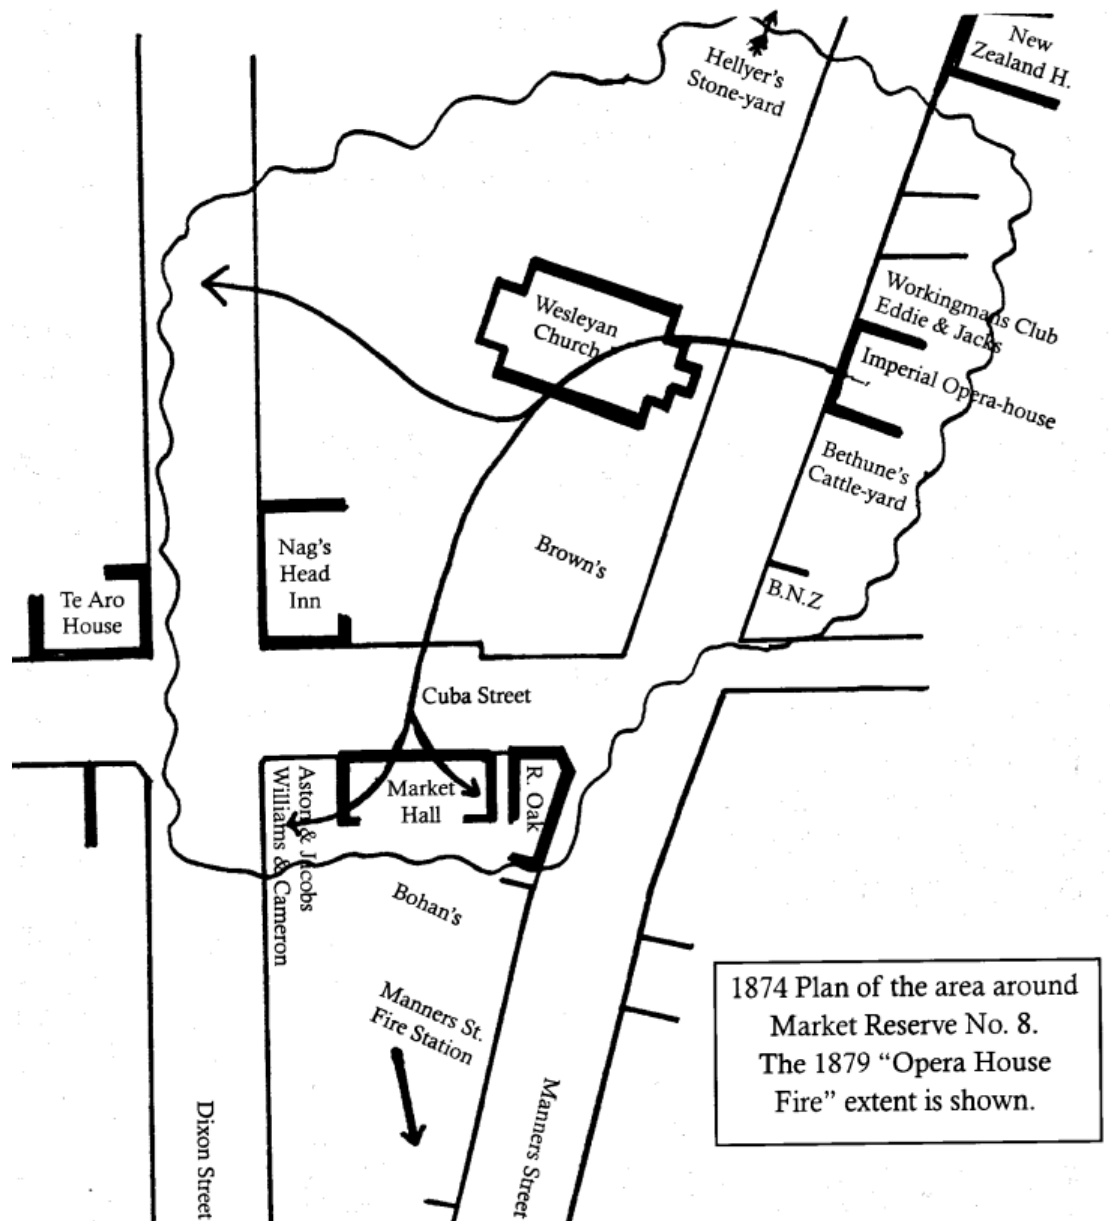 New
Zealand H.
Hellyer's
Stone-yard
Workingmans Club
Eddie & Jacks
Wesleyan
Church
Imperial Opera-house
Bethune's
Cattle-yard
Brown's
Nag's
Head
Inn
B.N.Z
Te Aro
House
Cuba Street
Aston & Jacobs
Williams & Cameron
Market
Hall
R. Oak
Bohan's
Manners St.
Fire Station
Dixon Street
Manners Street
1874 Plan of the area around
Market Reserve No. 8.
The 1879 “Opera House
Fire” extent is shown.